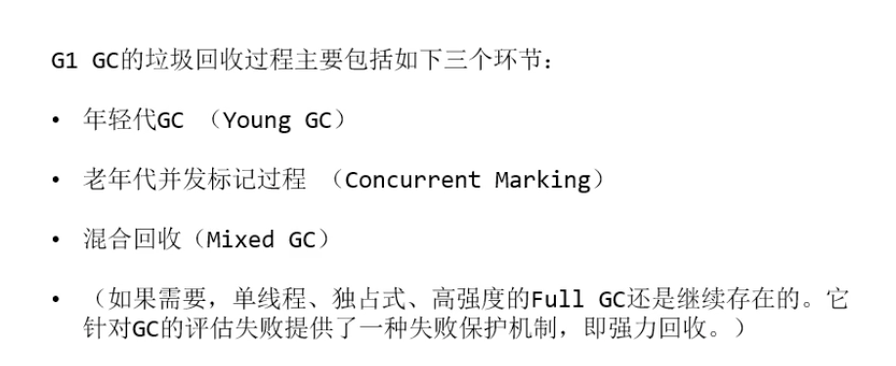 G1 GC的垃圾回收过程主要包括如下三个环节：
• 年轻代GC （Young GC）
• 老年代并发标记过程 （Concurrent Marking）
• 混合回收（Mixed GC）
• （如果需要，单线程、独占式、高强度的Full GC还是继续存在的。它
针对GC的评估失败提供了一种失败保护机制，即强力回收。）